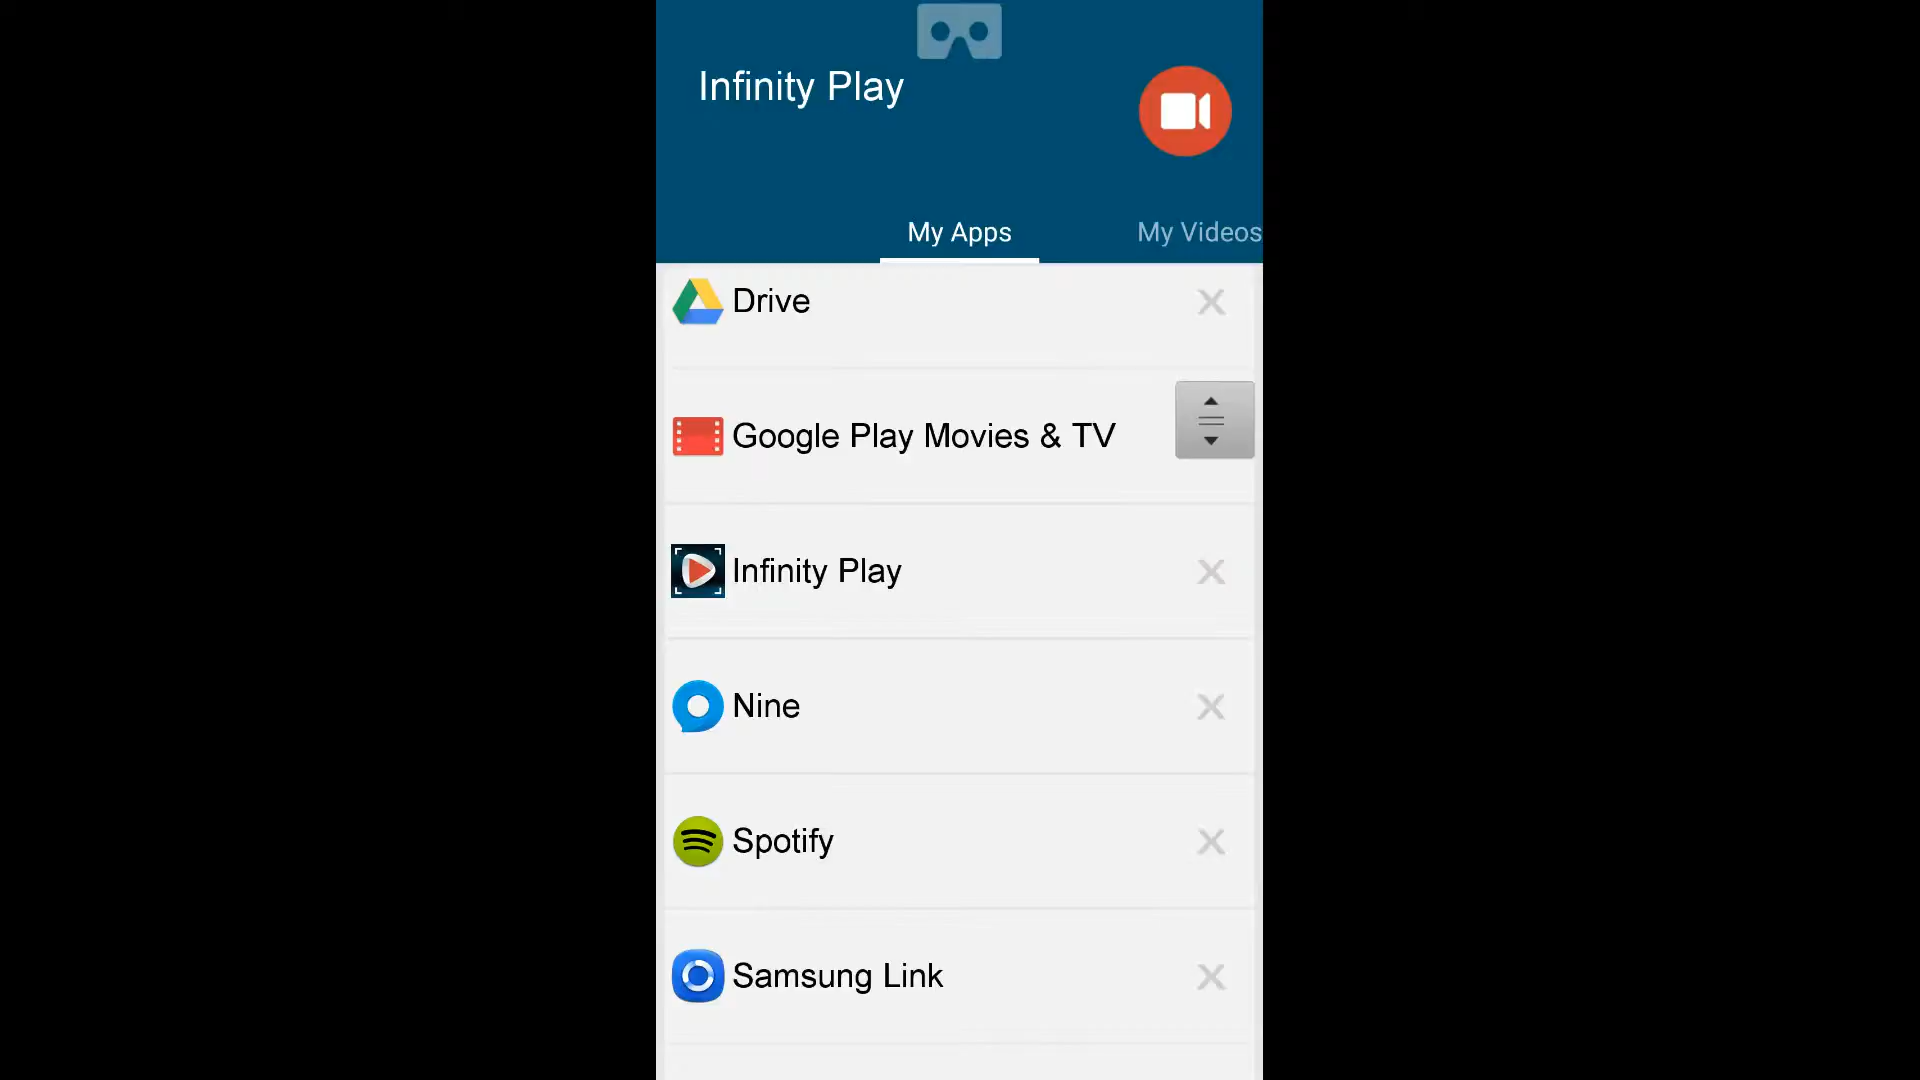 Infinity Play
My Apps
My Videos
Drive
Google Play Movies & TV
Infinity Play
Nine
Spotify
Samsung Link